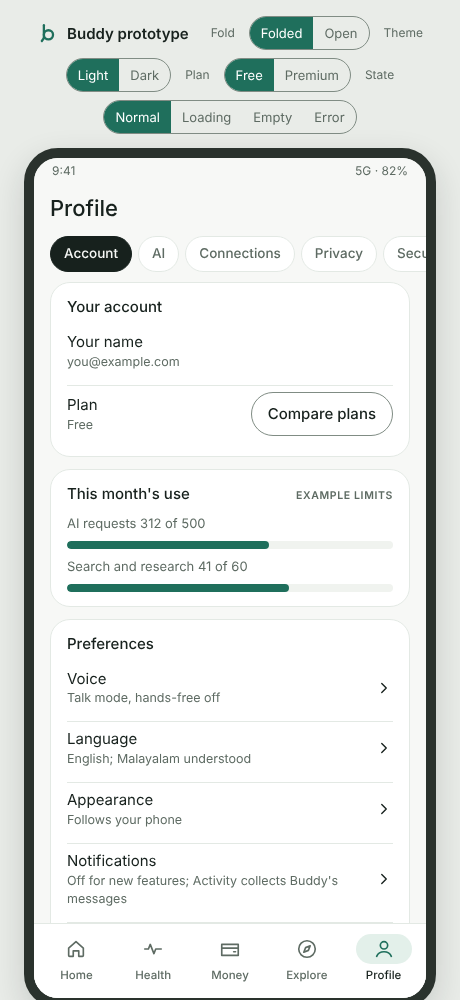 Buddy prototype
Fold
Folded
Open
Theme
Light
Dark
Plan
Free
Premium
State
Normal
Loading
Empty
Error
9:41
5G · 82%
Profile
Account
AI
Connections
Privacy
Secu
Your account
Your name
you@example.com
Plan
Free
Compare plans
This month's use
EXAMPLE LIMITS
AI requests 312 of 500
Search and research 41 of 60
Preferences
Voice
Talk mode, hands-free off
Language
English; Malayalam understood
Appearance
Follows your phone
Notifications
Off for new features; Activity collects Buddy's
messages
Home
Health
Money
Explore
Profile